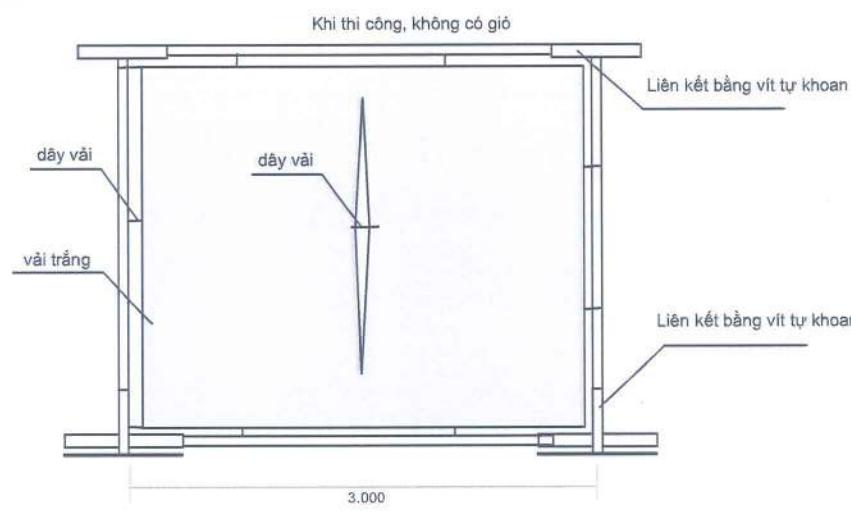 Khi thi công, không có gió
Liên kết bằng vít tự khoan
dây vải
dây vải
vải trắng
Liên kết bằng vít tự khoan
3.000